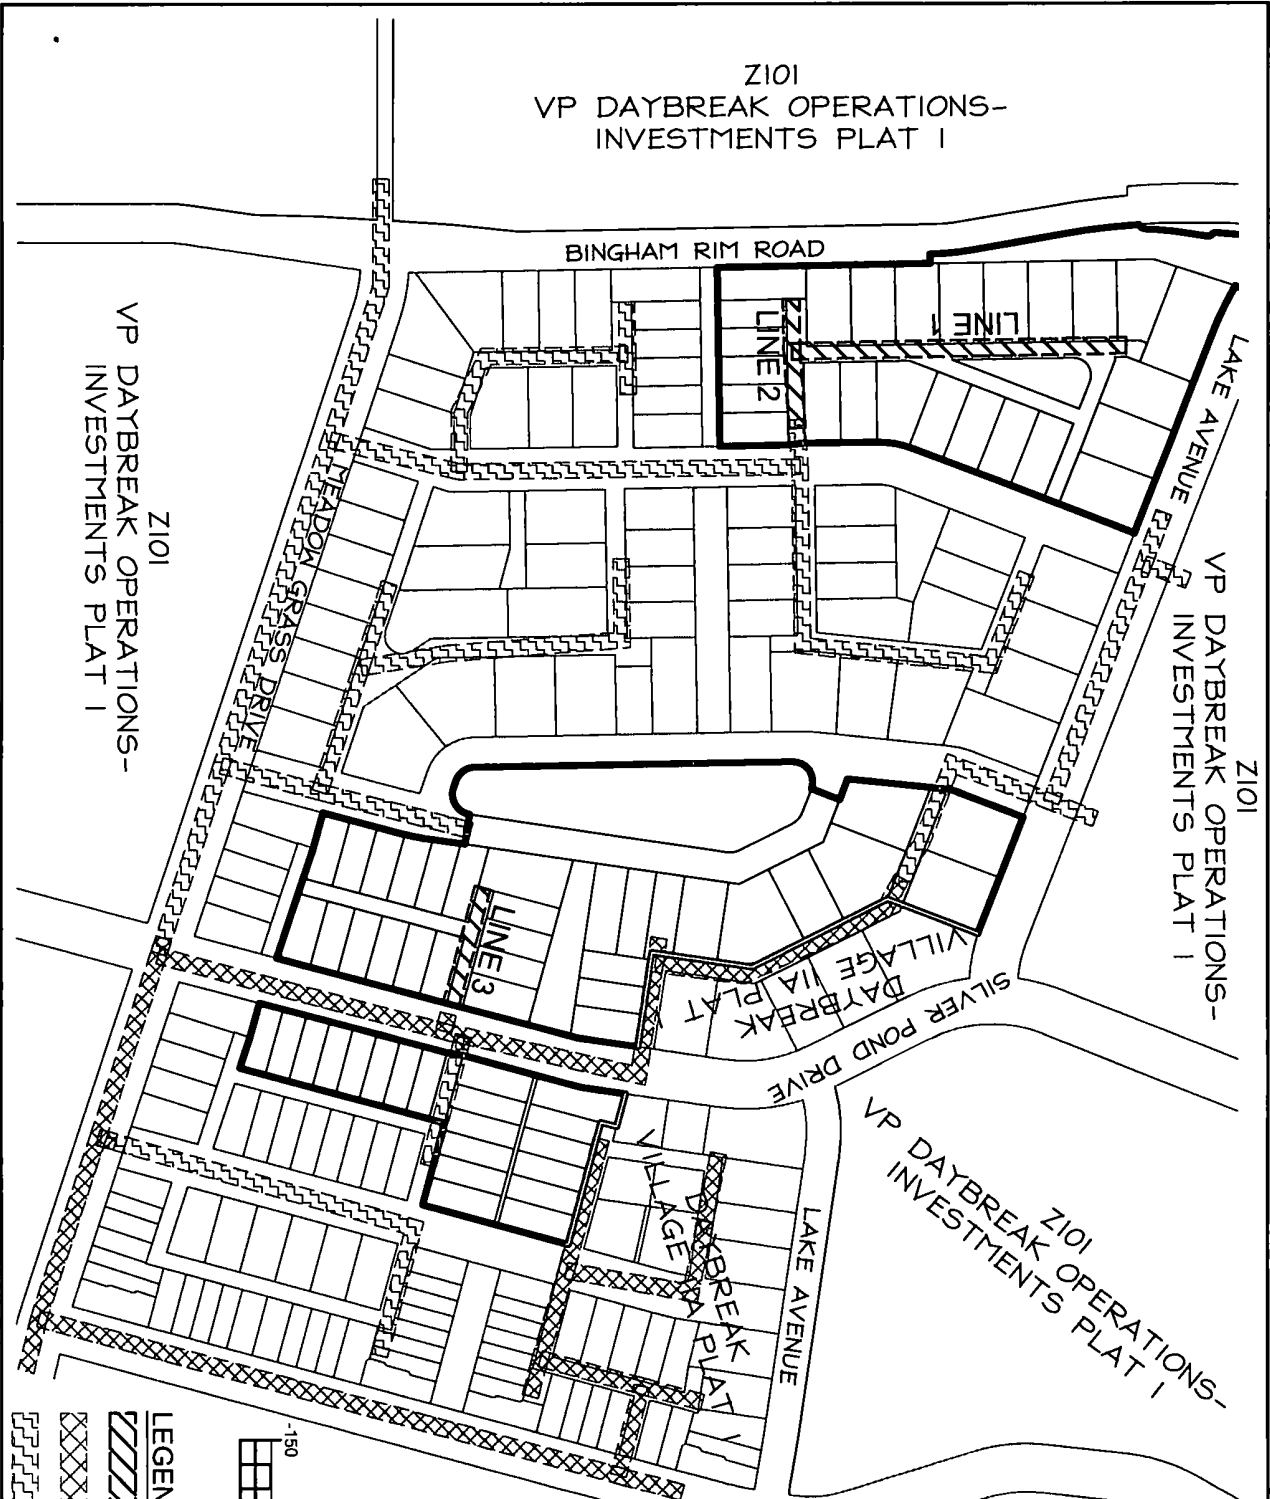 Z101
VP DAYBREAK OPERATIONS-
INVESTMENTS PLAT 1
BINGHAM RIM ROAD
LINE 1
LINE 2
LAKE AVENUE
Z101
VP DAYBREAK OPERATIONS-
INVESTMENTS PLAT 1
Z101
VP DAYBREAK OPERATIONS-
INVESTMENTS PLAT 1
MEADOW GRASS DRIVE
LINE 3
DAYBREAK
VILLAGE 11A PLAT
SILVER POND DRIVE
Z101
VP DAYBREAK OPERATIONS-
INVESTMENTS PLAT 1
DAYBREAK
VILLAGE PLAT 1
LAKE AVENUE
-150